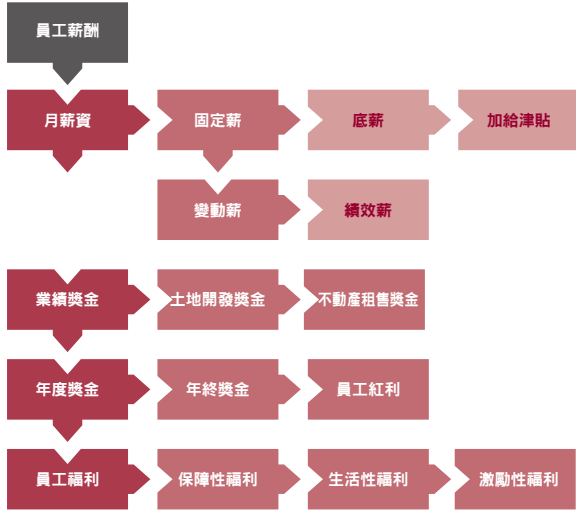 員工薪酬
月薪資
固定薪
底薪
加給津貼
變動薪
績效薪
業績獎金
土地開發獎金
不動產租售獎金
年度獎金
年終獎金
員工紅利
員工福利
保障性福利
生活性福利
激勵性福利